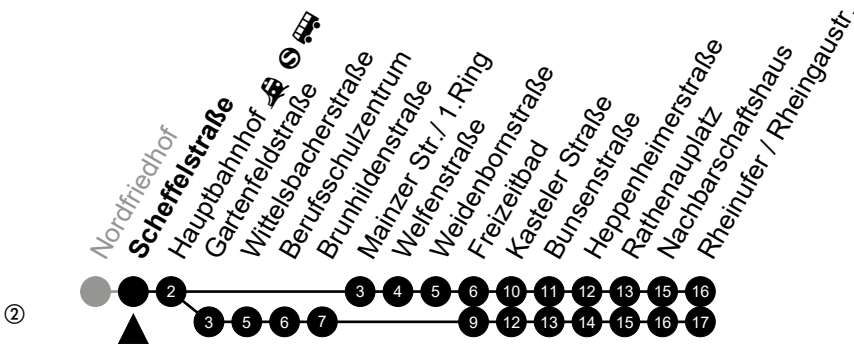 Nordfriedhof
Scheffelstraße
Hauptbahnhof
Gartenfeldstraße
Wittelsbacherstraße
Berufsschulzentrum
Brunhildenstraße
Mainzer Str / 1.Ring
Welfenstraße
Weidenbornstraße
Freizeitbad
Kasteler Straße
Bunsenstraße
Heppenheimerstraße
Rathenauplatz
Nachbarschaftshaus
Rheinufer / Rheingaustr.
2 3 4 5 6 10 11 12 13 15 16
② 3 5 6 7 9 12 13 14 15 16 17